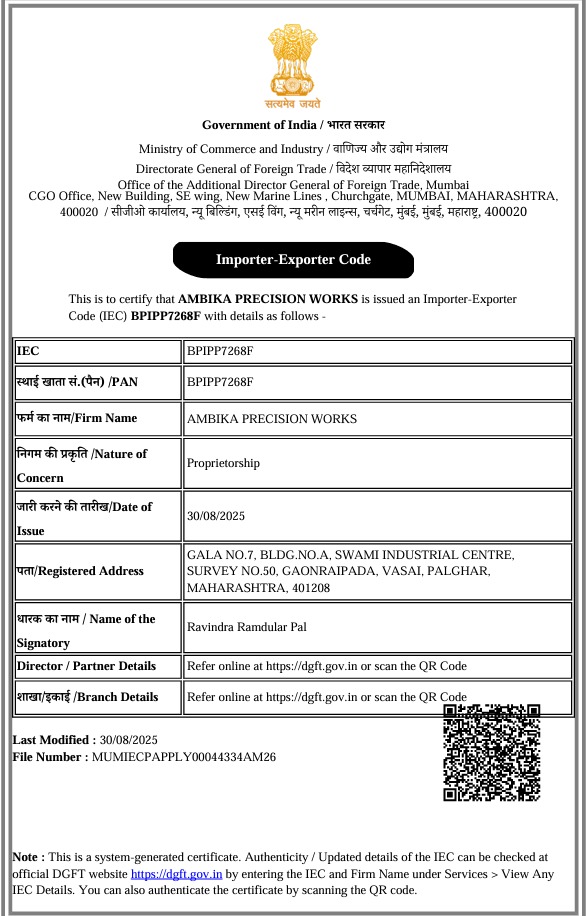 सत्यमेव जयते
Government of India / भारत सरकार
Ministry of Commerce and Industry / वाणिज्य और उद्योग मंत्रालय
Directorate General of Foreign Trade / विदेश व्यापार महानिदेशालय
Office of the Additional Director General of Foreign Trade, Mumbai
CGO Office, New Building, SE wing, New Marine Lines , Churchgate, MUMBAI, MAHARASHTRA,
400020 / सीजीओ कार्यालय, न्यू बिल्डिंग, एसई विंग, न्यू मरीन लाइन्स, चर्चगेट, मुंबई, मुंबई, महाराष्ट्र, 400020
Importer-Exporter Code
This is to certify that AMBIKA PRECISION WORKS is issued an Importer-Exporter
Code (IEC) BPIPP7268F with details as follows -
IEC BPIPP7268F
स्थाई खाता सं.(पैन) /PAN BPIPP7268F
फर्म का नाम/Firm Name AMBIKA PRECISION WORKS
निगम की प्रकृति /Nature of
Concern
Proprietorship
जारी करने की तारीख/Date of
Issue
30/08/2025
पता/Registered Address
GALA NO.7, BLDG.NO.A, SWAMI INDUSTRIAL CENTRE,
SURVEY NO.50, GAONRAIPADA, VASAI, PALGHAR,
MAHARASHTRA, 401208
धारक का नाम / Name of the
Signatory
Ravindra Ramdular Pal
Director / Partner Details Refer online at https://dgft.gov.in or scan the QR Code
शाखा/इकाई /Branch Details Refer online at https://dgft.gov.in or scan the QR Code
Last Modified : 30/08/2025
File Number : MUMIECPAPPLY00044334AM26
Note : This is a system-generated certificate. Authenticity / Updated details of the IEC can be checked at
official DGFT website https://dgft.gov.in by entering the IEC and Firm Name under Services > View Any
IEC Details. You can also authenticate the certificate by scanning the QR code.